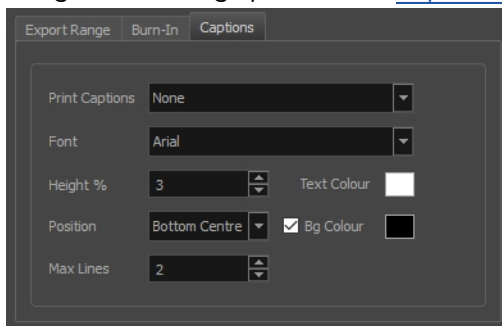 Export Range Burn-In Captions
Print Captions None
Font Arial
Height % 3 Text Colour
Position Bottom Centre Bg Colour
Max Lines 2